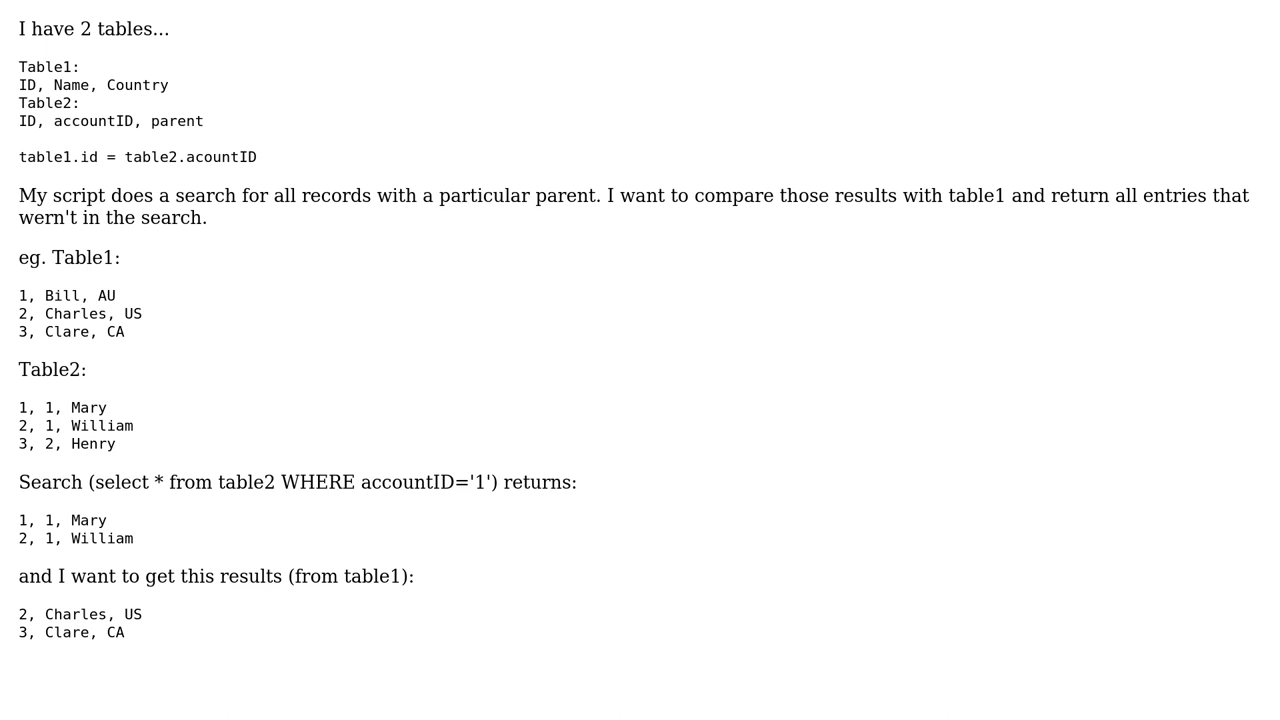 I have 2 tables...
Table1:
ID, Name, Country
Table2:
ID, accountID, parent
table1.id = table2.acountID
My script does a search for all records with a particular parent. I want to compare those results with table1 and return all entries that
wern't in the search.
eg. Table1:
1, Bill, AU
2, Charles, US
3, Clare, CA
Table2:
1, 1, Mary
2, 1, William
3, 2, Henry
Search (select * from table2 WHERE accountID='1') returns:
1, 1, Mary
2, 1, William
and I want to get this results (from table1):
2, Charles, US
3, Clare, CA